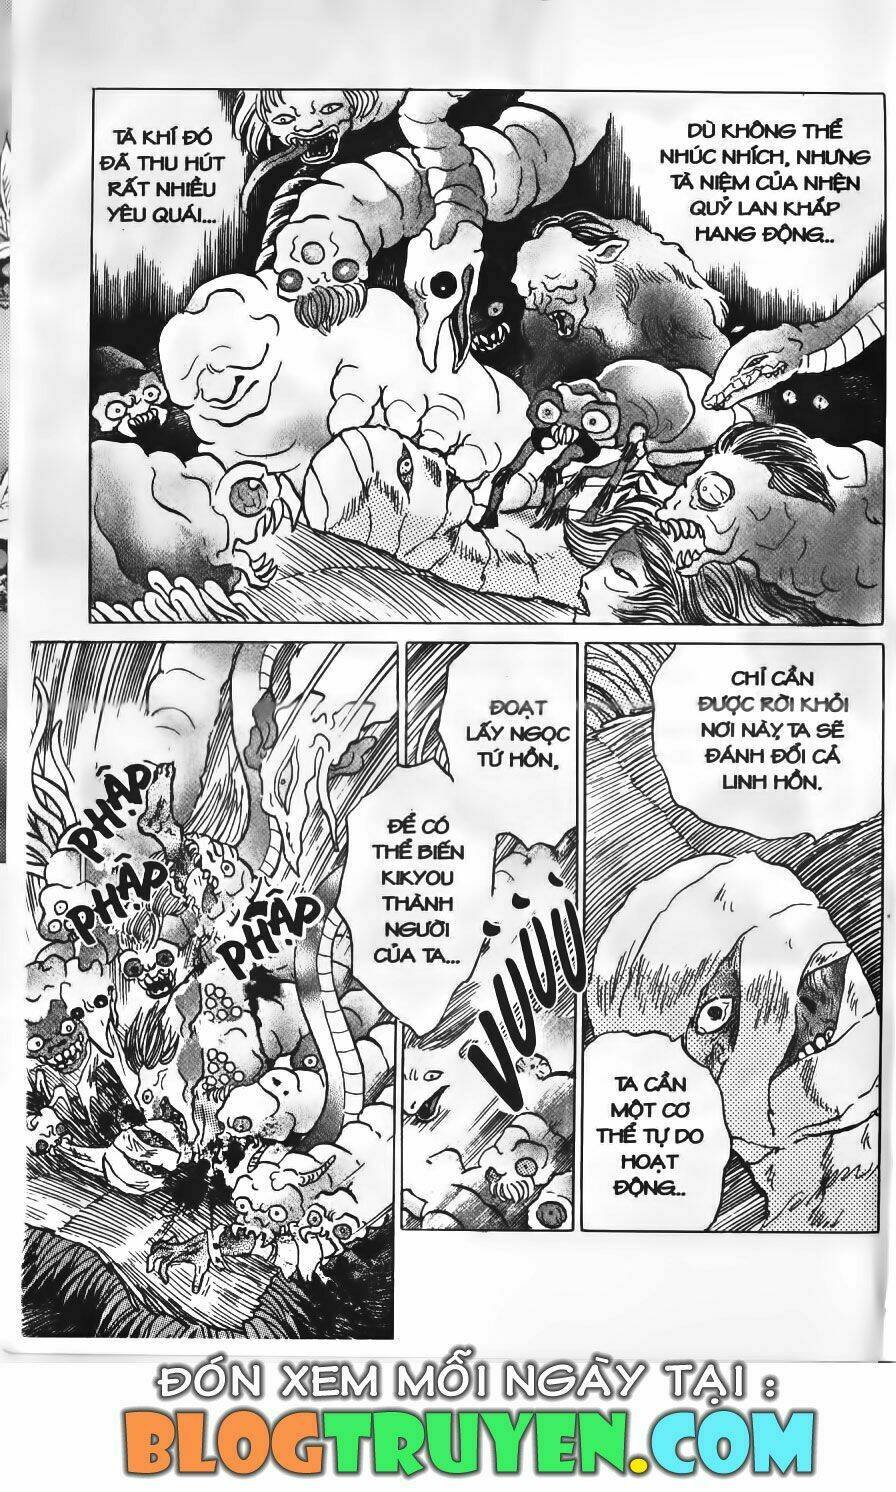 DÙ KHÔNG THỂ
NHÚC NHÍCH, NHƯNG
TÀ NIỆM CỦA NHỆN
QUỶ LAN KHẮP
HANG ĐỘNG...
TÀ KHÍ ĐÓ
ĐÃ THU HÚT
RẤT NHIỀU
YÊU QUÁI...
CHỈ CẦN
ĐƯỢC RỜI KHỎI
NƠI NÀY, TA SẼ
ĐÁNH ĐỔI CẢ
LINH HỒN.
TA CẦN
MỘT CƠ
THỂ TỰ DO
HOẠT
ĐỘNG...
ĐOẠT
LẤY NGỌC
TỨ HỒN,
ĐỂ CÓ
THỂ BIẾN
KIKYOU
THÀNH
NGƯỜI
CỦA TA...
VUUUU
PHẬP
PHẬP
PHẬP
ĐÓN XEM MỖI NGÀY TẠI :
BLOGTRUYEN.COM